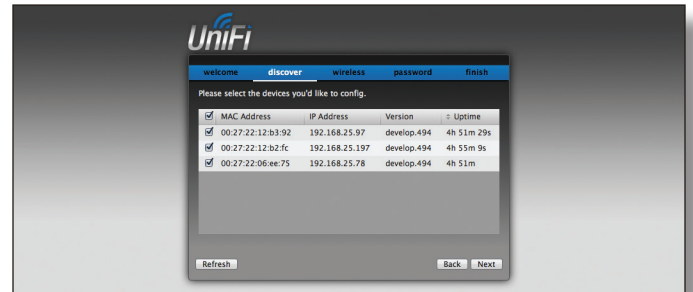 UniFi
welcome discover wireless password finish
Please select the devices you'd like to config.
MAC Address IP Address Version Uptime
00:27:22:12:b3:92 192.168.25.97 develop.494 4h 51m 29s
00:27:22:12:b2:fc 192.168.25.197 develop.494 4h 55m 9s
00:27:22:06:ee:75 192.168.25.78 develop.494 4h 51m
Refresh Back Next